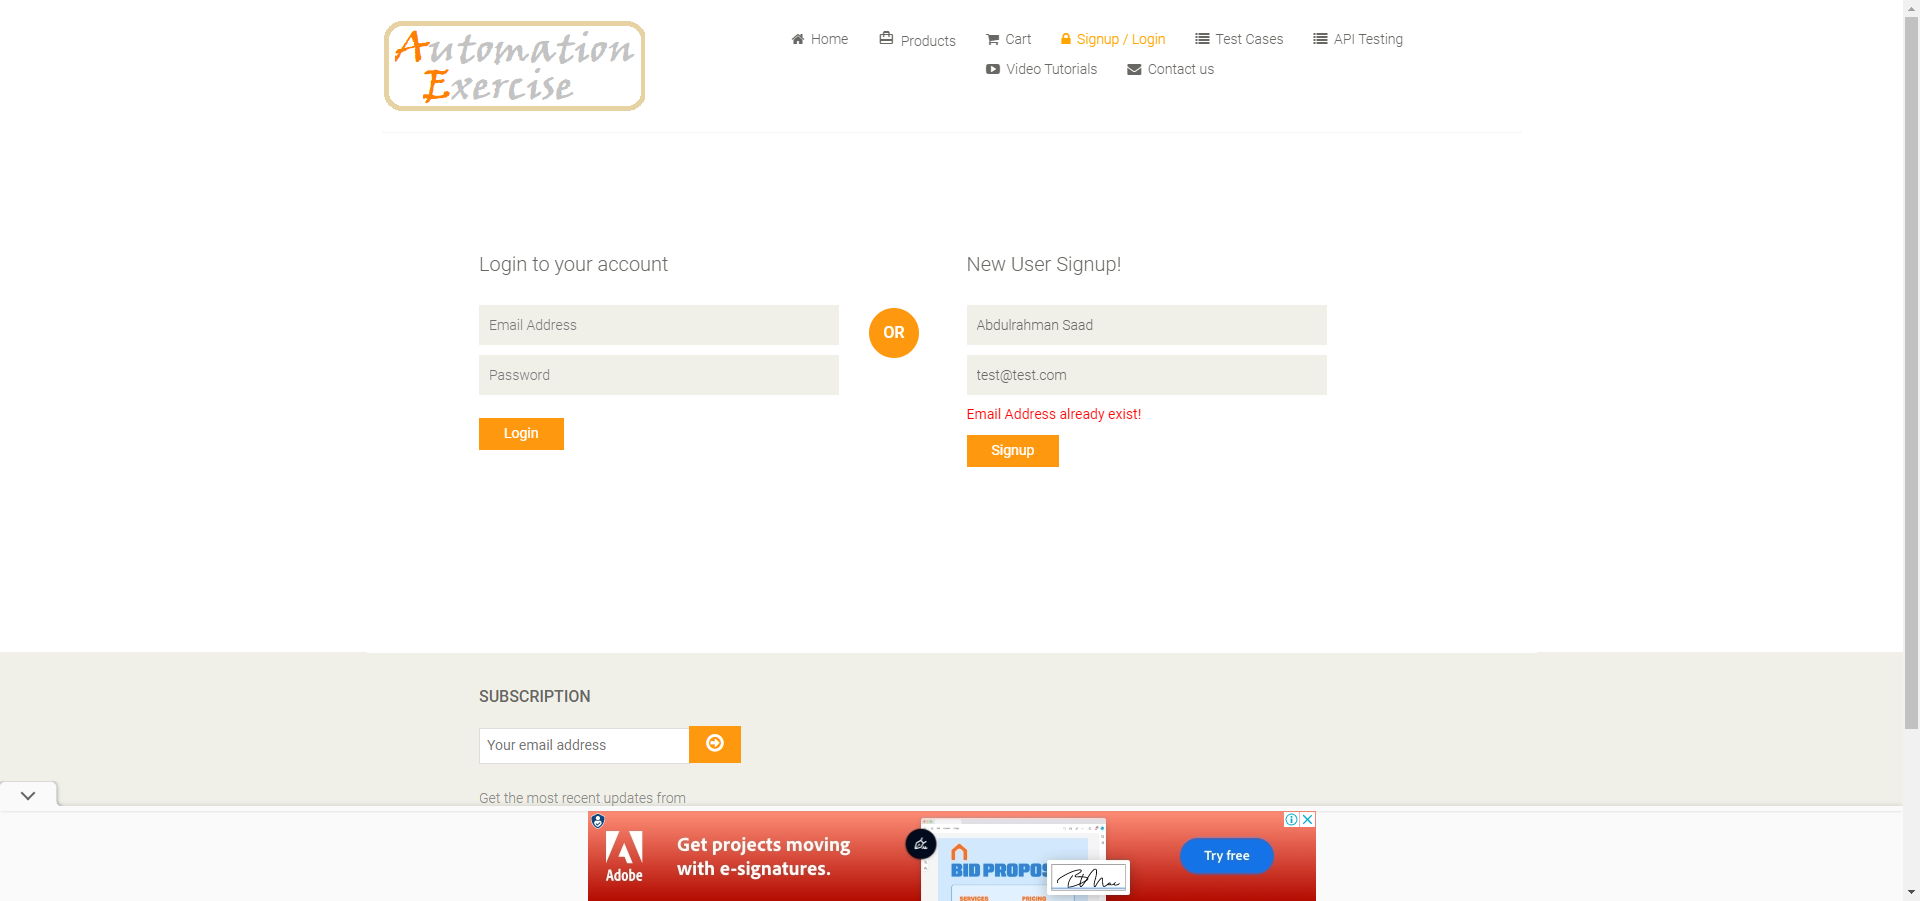 Automation
Exercise
Home
Products
Cart
Signup / Login
Test Cases
API Testing
Video Tutorials
Contact us
Login to your account
Email Address
Password
Login
OR
New User Signup!
Abdulrahman Saad
test@test.com
Email Address already exist!
Signup
SUBSCRIPTION
Your email address
Get the most recent updates from
Adobe
Get projects moving
with e-signatures.
BID PROPOS
SERVICES
PRICING
Try free